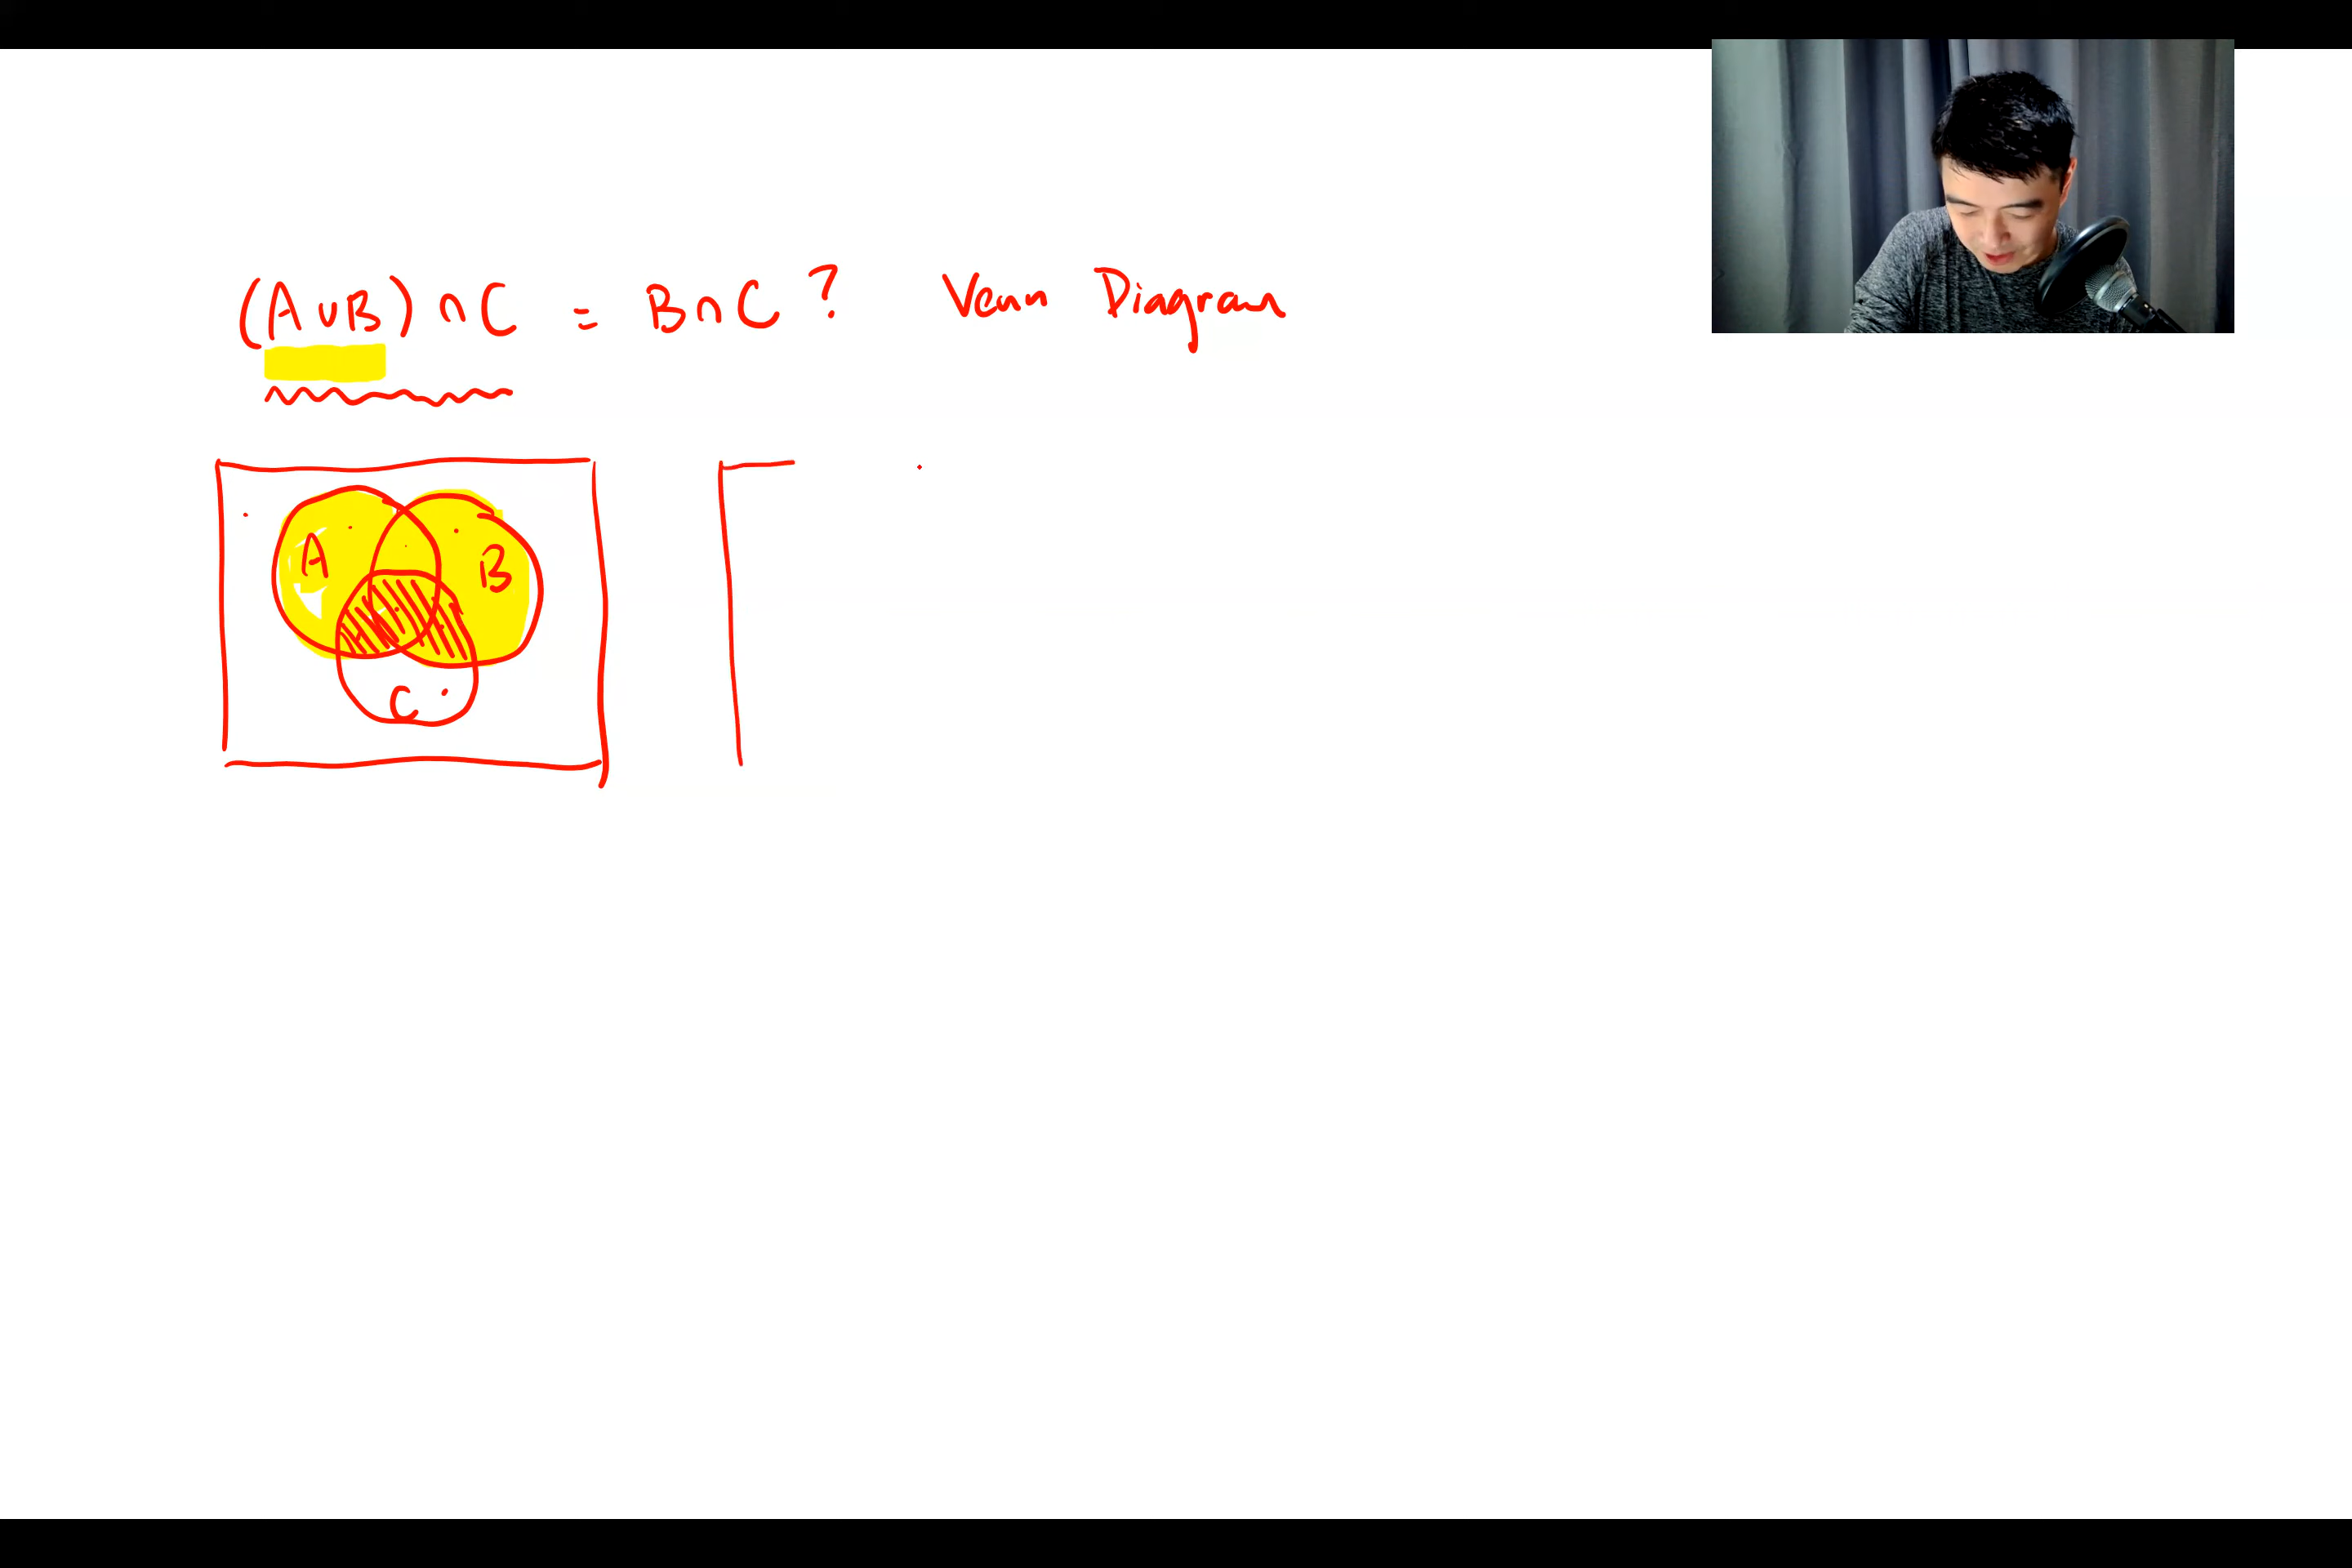 (A∪B)∩C = B∩C ? Venn Diagram
A
B
C